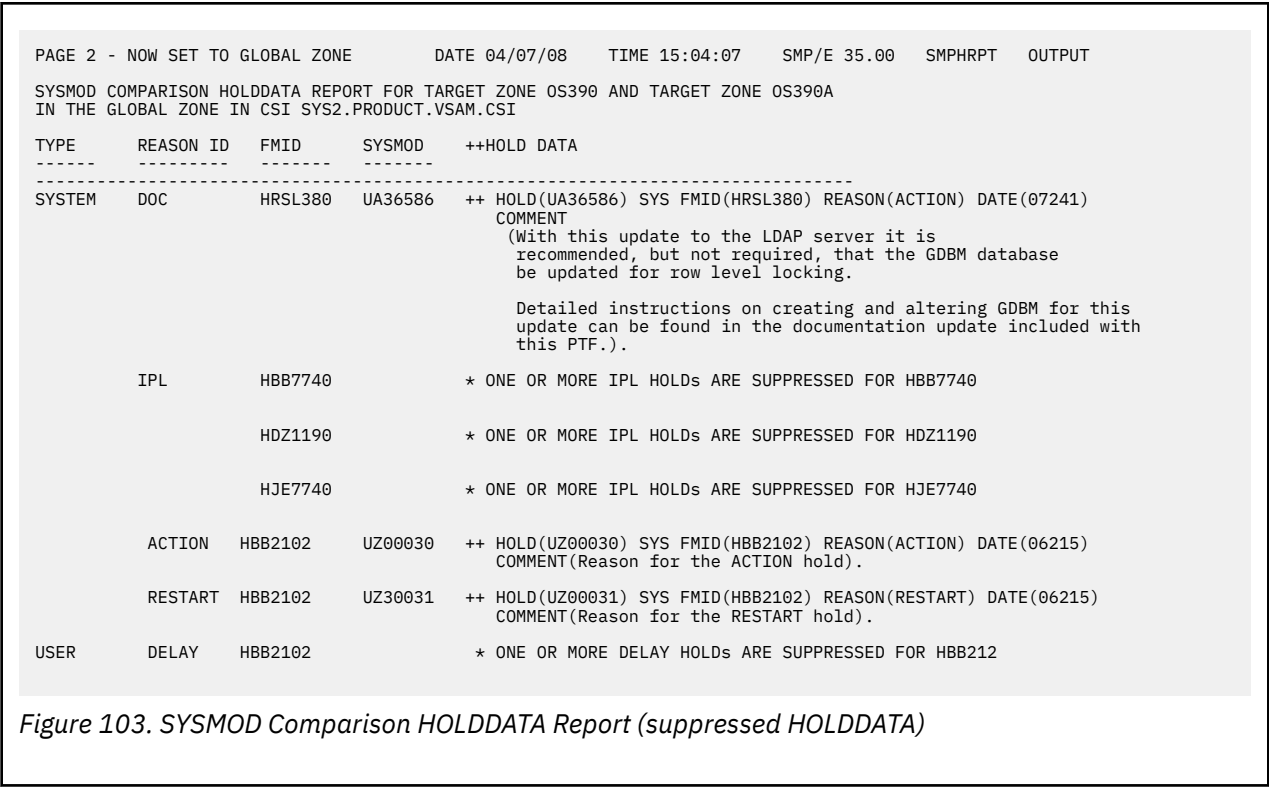 PAGE 2 - NOW SET TO GLOBAL ZONE DATE 04/07/08 TIME 15:04:07 SMP/E 35.00 SMPHRPT OUTPUT
SYSMOD COMPARISON HOLDDATA REPORT FOR TARGET ZONE OS390 AND TARGET ZONE OS390A
IN THE GLOBAL ZONE IN CSI SYS2.PRODUCT.VSAM.CSI
TYPE REASON ID FMID SYSMOD ++HOLD DATA
------ --------- ------- -------
--------------------------------------------------------------------------------
SYSTEM DOC HRSL380 UA36586 ++ HOLD(UA36586) SYS FMID(HRSL380) REASON(ACTION) DATE(07241)
COMMENT
(With this update to the LDAP server it is
recommended, but not required, that the GDBM database
be updated for row level locking.
Detailed instructions on creating and altering GDBM for this
update can be found in the documentation update included with
this PTF.).
IPL HBB7740 * ONE OR MORE IPL HOLDs ARE SUPPRESSED FOR HBB7740
HDZ1190 * ONE OR MORE IPL HOLDs ARE SUPPRESSED FOR HDZ1190
HJE7740 * ONE OR MORE IPL HOLDs ARE SUPPRESSED FOR HJE7740
ACTION HBB2102 UZ00030 ++ HOLD(UZ00030) SYS FMID(HBB2102) REASON(ACTION) DATE(06215)
COMMENT(Reason for the ACTION hold).
RESTART HBB2102 UZ30031 ++ HOLD(UZ00031) SYS FMID(HBB2102) REASON(RESTART) DATE(06215)
COMMENT(Reason for the RESTART hold).
USER DELAY HBB2102 * ONE OR MORE DELAY HOLDs ARE SUPPRESSED FOR HBB212
Figure 103. SYSMOD Comparison HOLDDATA Report (suppressed HOLDDATA)